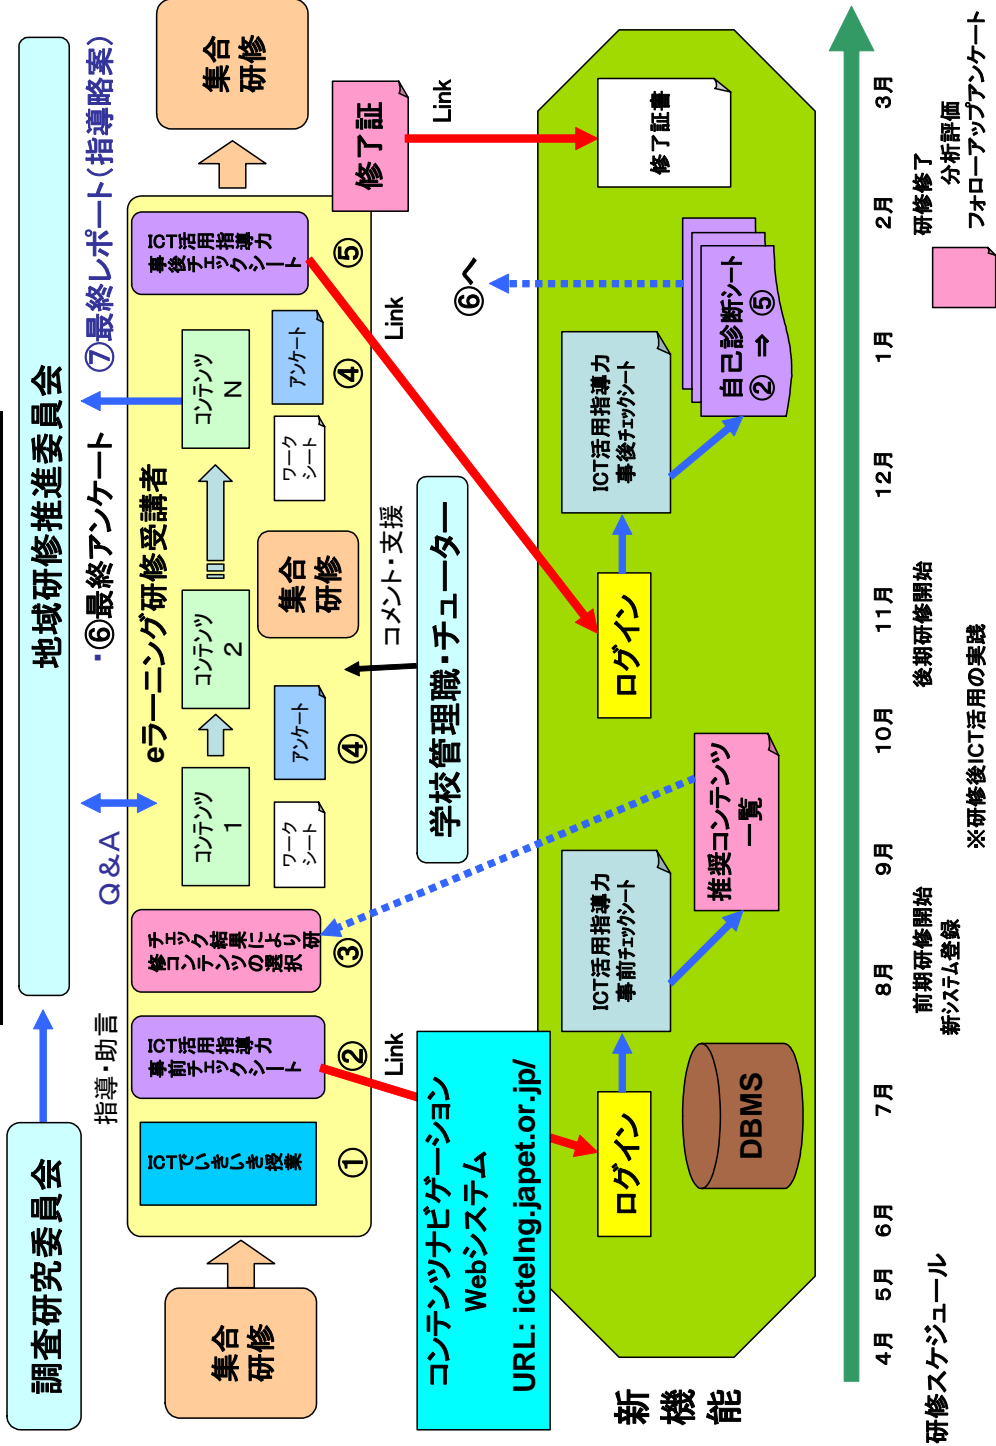 調査研究委員会
地域研修推進委員会
指導・助言
Q&A
・⑥最終アンケート
⑦最終レポート(指導略案)
eラーニング研修受講者
集合
研修
ICTでいきいき授業
①
ICT活用指導力
事前チェックシート
②
チェック結果により研
修コンテンツの選択
③
コンテンツ
1
コンテンツ
2
コンテンツ
N
ワーク
シート
アンケート
④
集合
研修
ワーク
シート
アンケート
④
ICT活用指導力
事後チェックシート
⑤
集合
研修
修了証
Link
Link
Link
コメント・支援
学校管理職・チューター
⑥へ
コンテンツナビゲーション
Webシステム
URL: ictelng.japet.or.jp/
新
機
能
ログイン
DBMS
ICT活用指導力
事前チェックシート
推奨コンテンツ
一覧
ログイン
ICT活用指導力
事後チェックシート
自己診断シート
② ⇒ ⑤
修了証書
4月
5月
6月
7月
8月
9月
10月
11月
12月
1月
2月
3月
研修スケジュール
前期研修開始
新システム登録
後期研修開始
※研修後ICT活用の実践
研修修了
分析評価
フォローアップアンケート